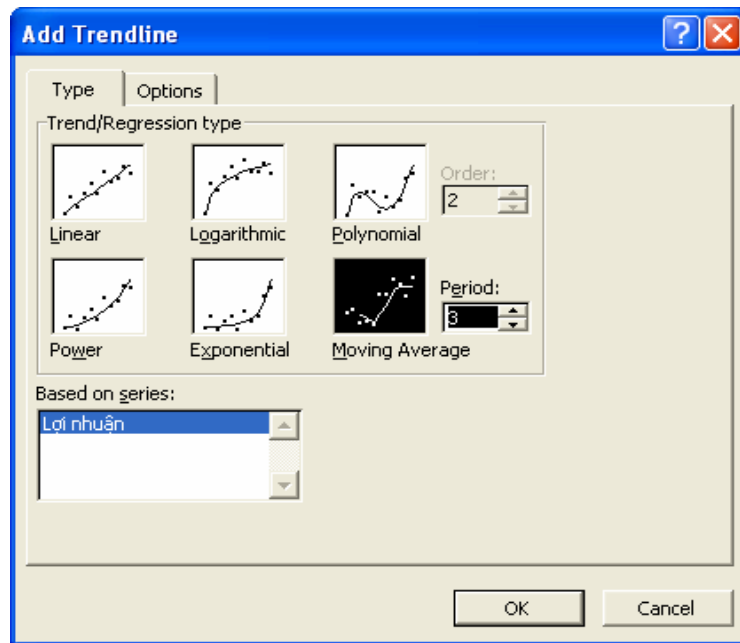 Add Trendline
Type Options
Trend/Regression type
Linear Logarithmic Polynomial
Order:
2
Power Exponential Moving Average
Period:
3
Based on series:
Lợi nhuận
OK Cancel